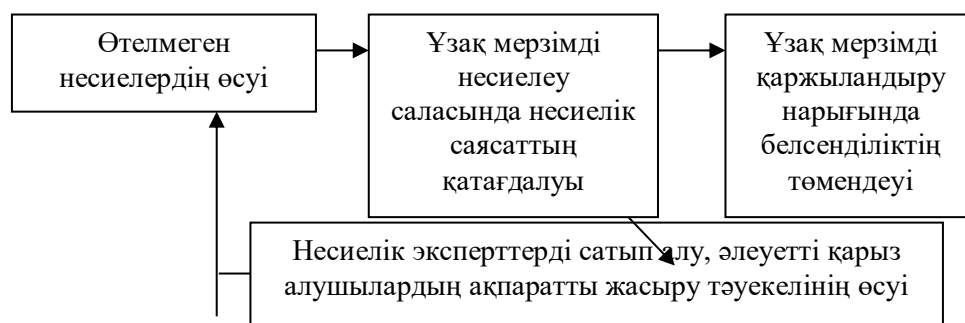 Өтелмеген
несиелердің өсуі
Ұзақ мерзімді
несиелеу
саласында несиелік
саясаттың
қатағдалуы
Ұзақ мерзімді
қаржыландыру
нарығында
белсенділіктің
төмендеуі
Несиелік эксперттерді сатып алу, әлеуетті қарыз
алушылардың ақпаратты жасыру тәуекелінің өсуі